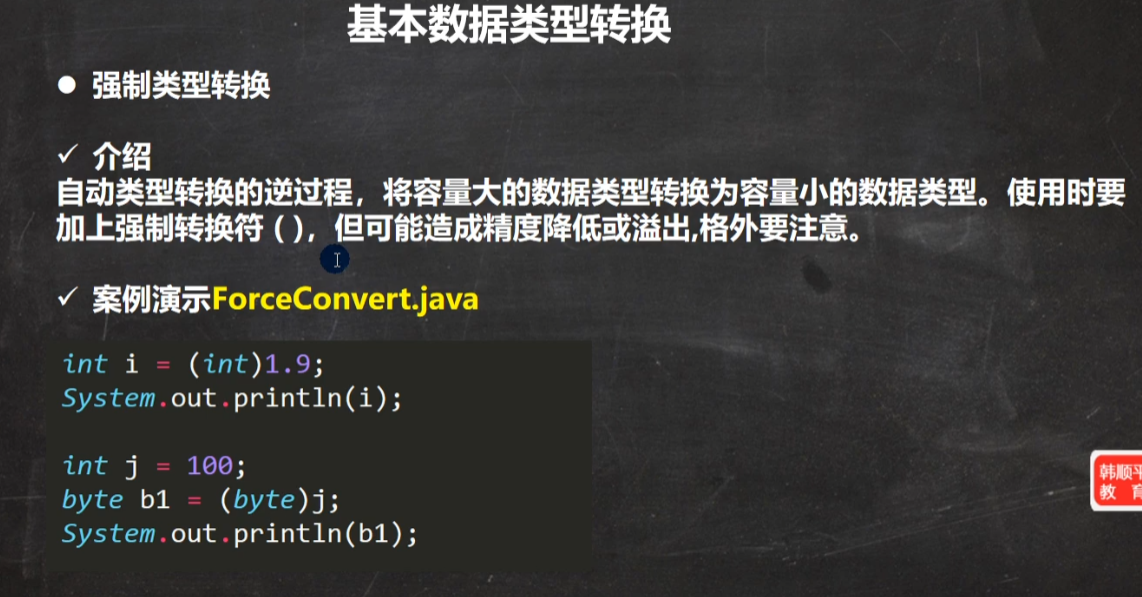 基本数据类型转换
● 强制类型转换
✓ 介绍
自动类型转换的逆过程，将容量大的数据类型转换为容量小的数据类型。使用时要
加上强制转换符 ( )，但可能造成精度降低或溢出,格外要注意。
✓ 案例演示ForceConvert.java
int i = (int)1.9;
System.out.println(i);
int j = 100;
byte b1 = (byte)j;
System.out.println(b1);
韩顺平
教 育